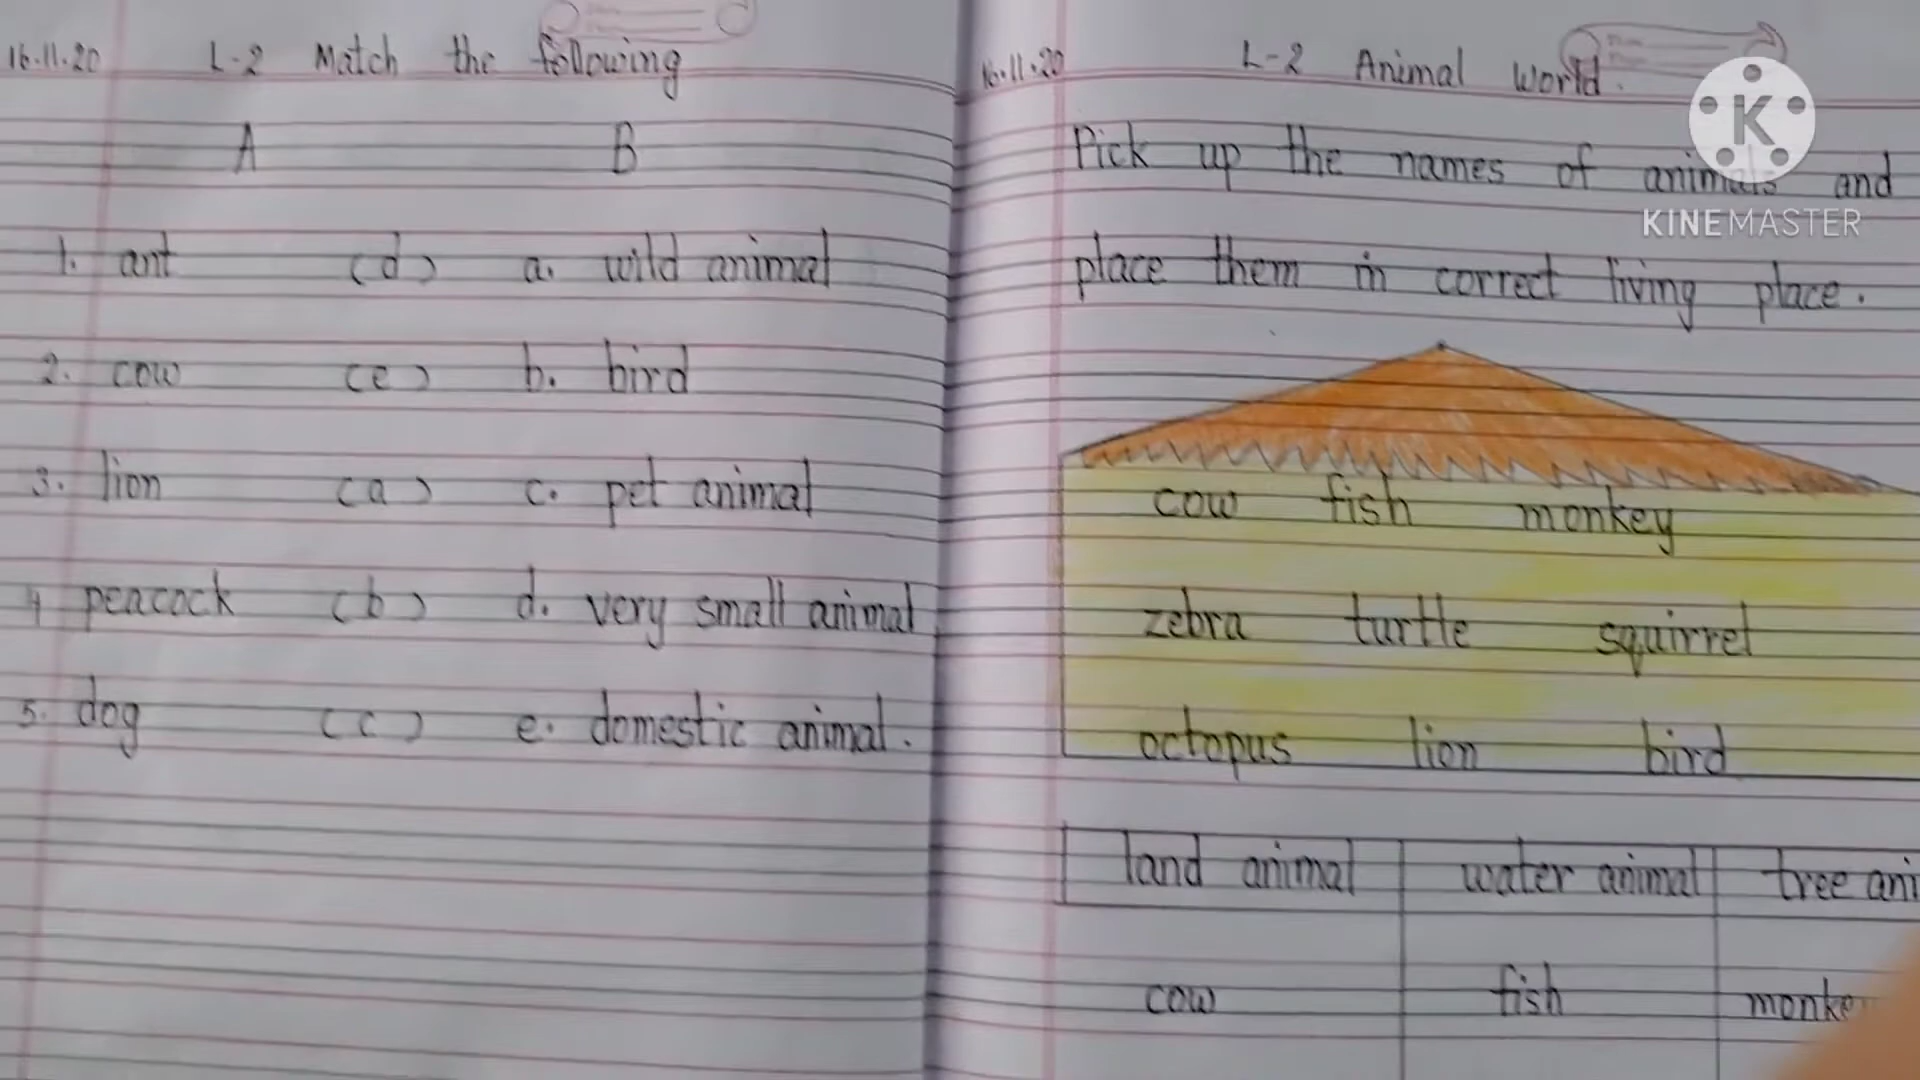 16.11.20 L-2 Match the following
A B
1. ant (d) a. wild animal
2. cow (e) b. bird
3. lion (a) c. pet animal
4 peacock (b) d. very small animal
5. dog (c) e. domestic animal.
16.11.20 L-2 Animal World.
Pick up the names of animals and
place them in correct living place.
cow fish monkey
zebra turtle squirrel
octopus lion bird
land animal water animal tree ani
cow fish monke
K
KINEMASTER